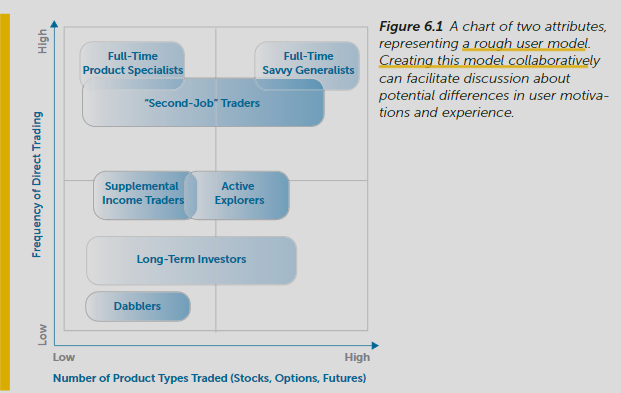 High
Full-Time
Product Specialists
Full-Time
Savvy Generalists
“Second-Job” Traders
Supplemental
Income Traders
Active
Explorers
Long-Term Investors
Dabblers
Frequency of Direct Trading
Low
Low
High
Number of Product Types Traded (Stocks, Options, Futures)
Figure 6.1 A chart of two attributes,
representing a rough user model.
Creating this model collaboratively
can facilitate discussion about
potential differences in user motiva-
tions and experience.